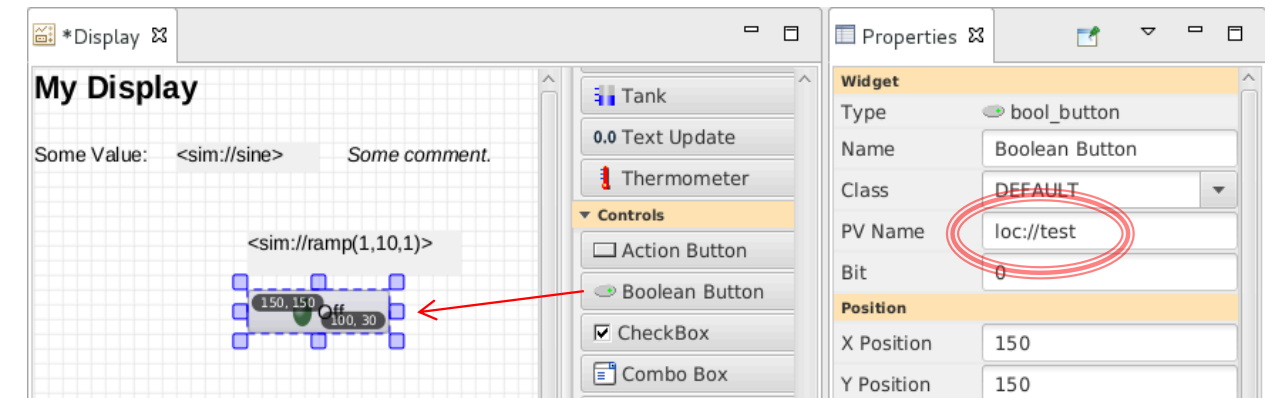 *Display
My Display
Some Value: <sim://sine> Some comment.
<sim://ramp(1,10,1)>
150, 150
Off
100, 30
Tank
0.0 Text Update
Thermometer
Controls
Action Button
Boolean Button
CheckBox
Combo Box
Properties
Widget
Type bool_button
Name Boolean Button
Class DEFAULT
PV Name loc://test
Bit 0
Position
X Position 150
Y Position 150